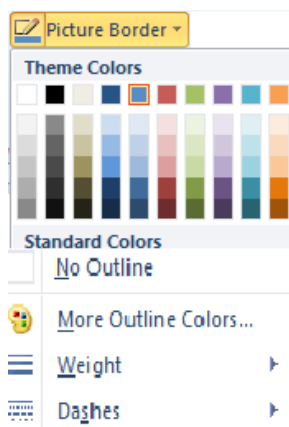 Picture Border
Theme Colors
Standard Colors
No Outline
More Outline Colors...
Weight
Dashes